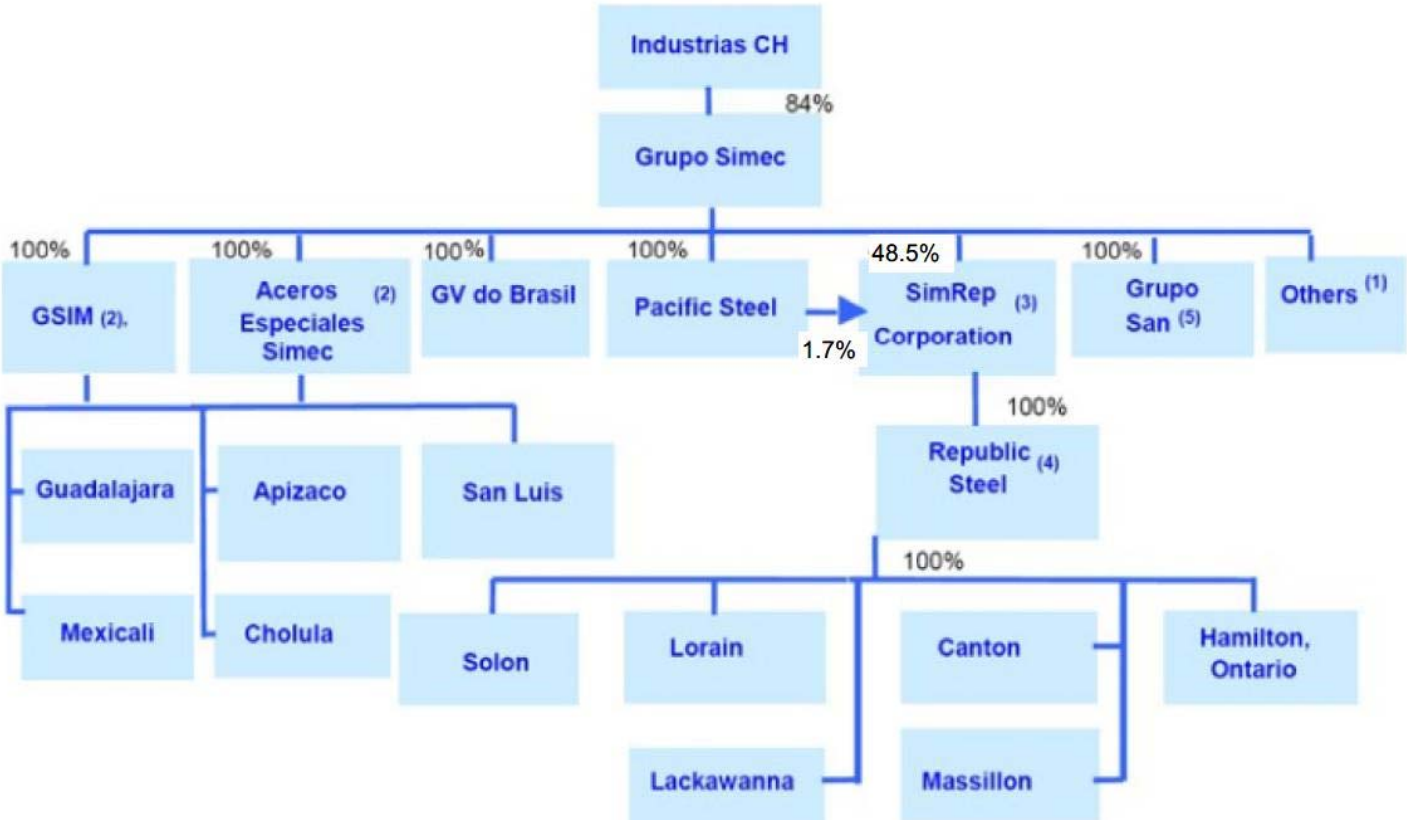 Industrias CH
84%
Grupo Simec
100%
100%
100%
100%
48.5%
100%
GSIM (2).
Aceros (2)
Especiales
Simec
GV do Brasil
Pacific Steel
1.7%
SimRep (3)
Corporation
Grupo
San (5)
Others (1)
100%
Republic (4)
Steel
Guadalajara
Apizaco
San Luis
100%
Mexicali
Cholula
Solon
Lorain
Canton
Hamilton,
Ontario
Lackawanna
Massillon